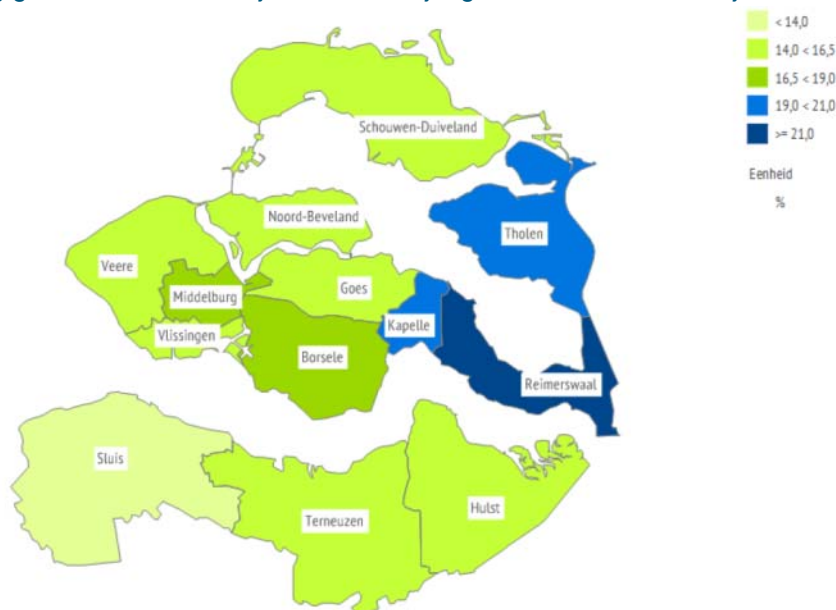 < 14,0
14,0 < 16,5
16,5 < 19,0
19,0 < 21,0
>= 21,0
Eenheid
%
Schouwen-Duiveland
Noord-Beveland
Tholen
Veere
Middelburg
Goes
Vlissingen
Kapelle
Borsele
Reimerswaal
Sluis
Terneuzen
Hulst